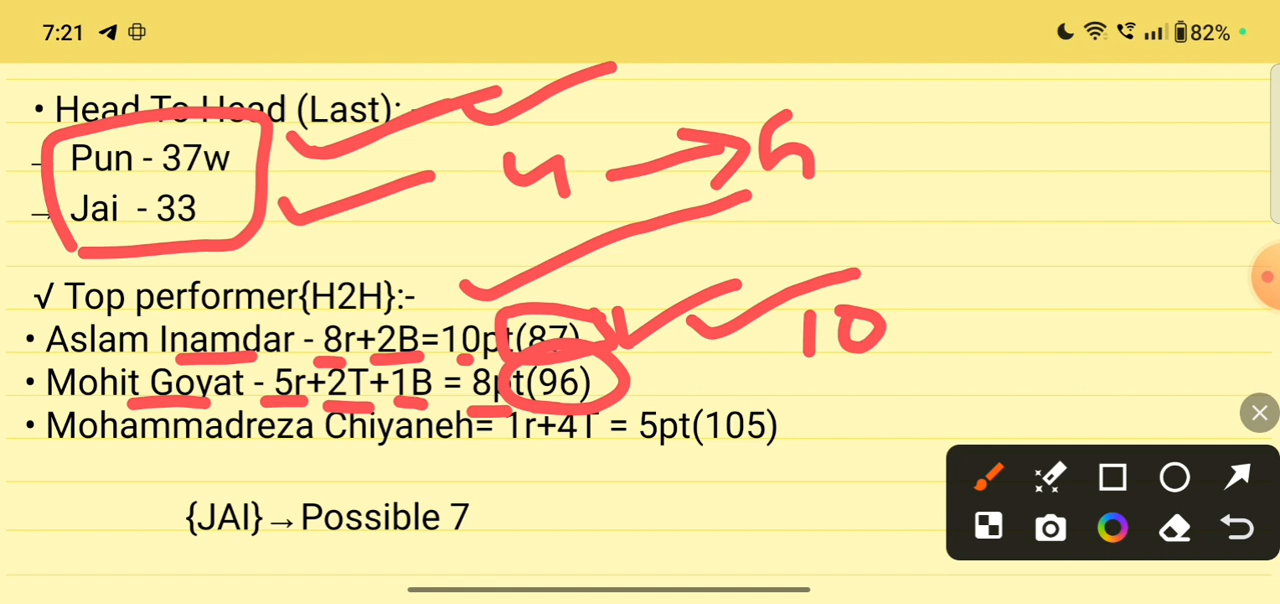 7:21 82%
• Head To Head (Last): -
→ Pun - 37w
→ Jai - 33
4 → 5
√ Top performer{H2H}:-
• Aslam Inamdar - 8r+2B=10pt(87)
10
• Mohit Goyat - 5r+2T+1B = 8pt(96)
• Mohammadreza Chiyaneh= 1r+4T = 5pt(105)
{JAI}→Possible 7